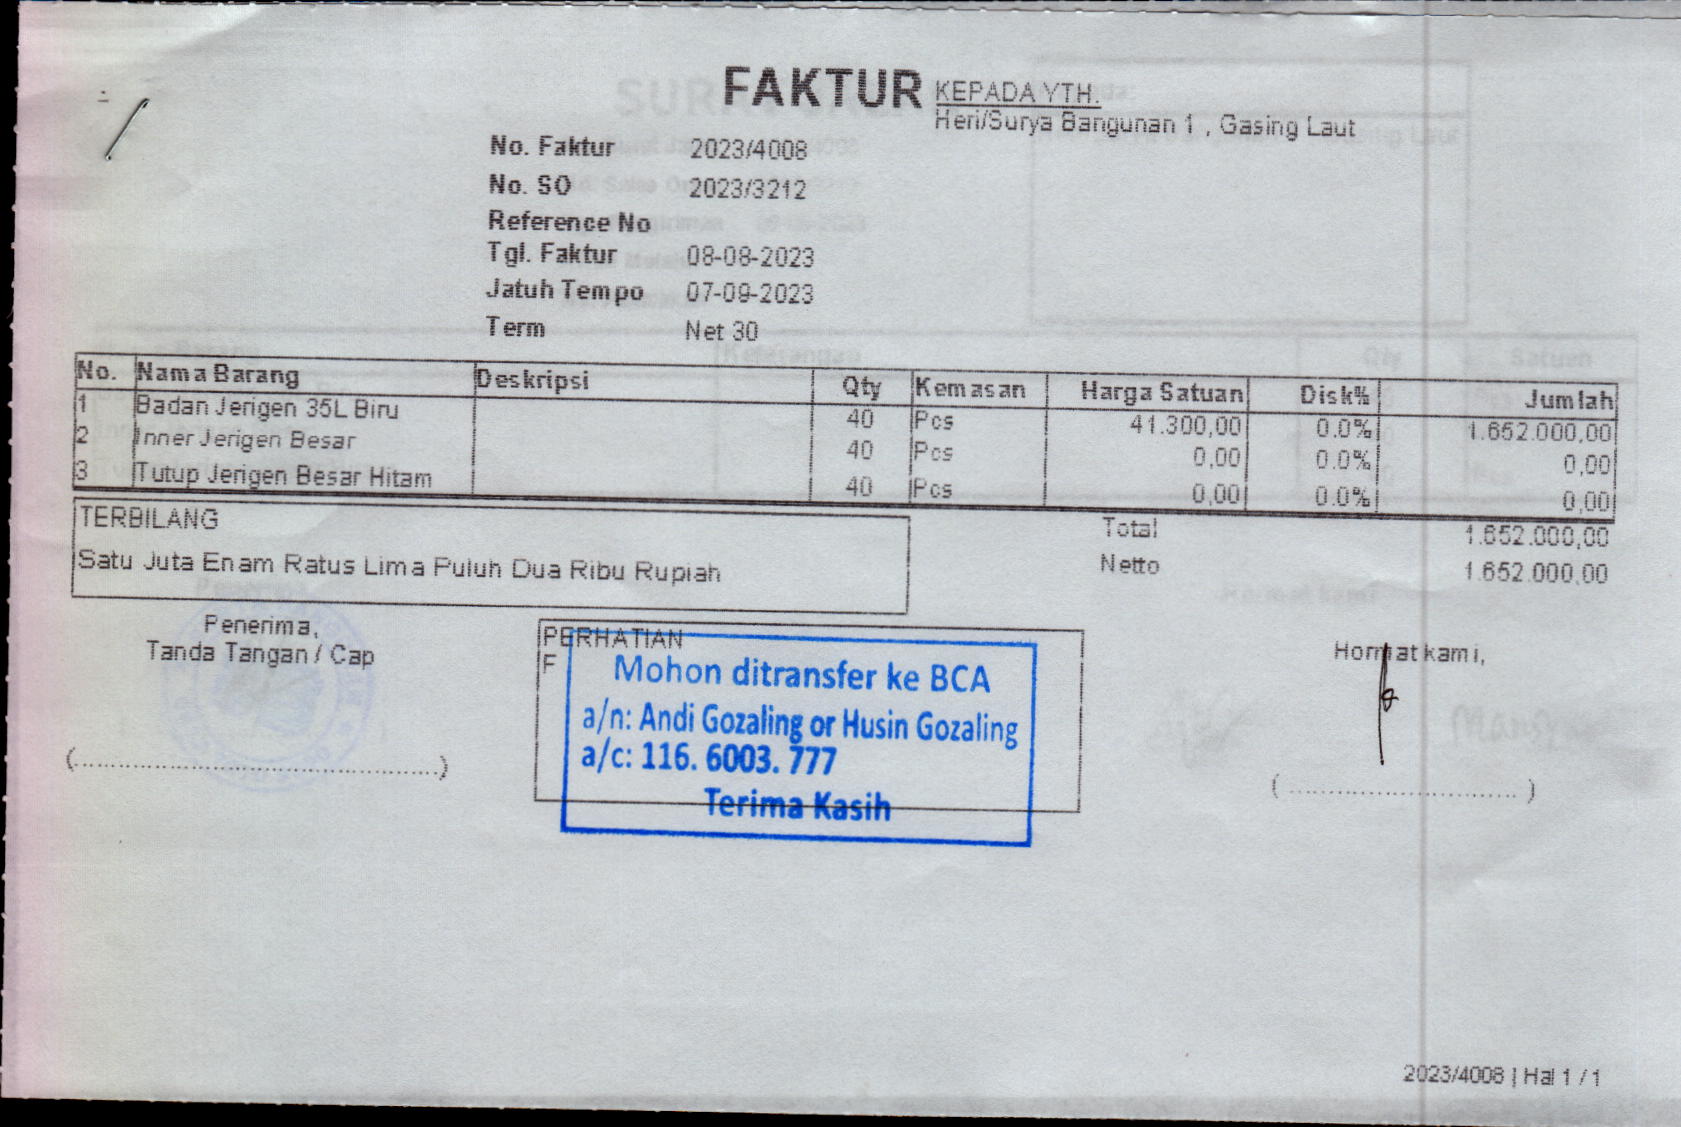 FAKTUR
KEPADA YTH.
Heri/Surya Bangunan 1 , Gasing Laut
No. Faktur 2023/4008
No. SO 2023/3212
Reference No
Tgl. Faktur 08-08-2023
Jatuh Tempo 07-09-2023
Term Net 30
No. Nama Barang Deskripsi Qty Kemasan Harga Satuan Disk% Jumlah
1 Badan Jerigen 35L Biru 40 Pcs 41.300,00 0.0% 1.652.000,00
2 Inner Jerigen Besar 40 Pcs 0,00 0.0% 0,00
3 Tutup Jerigen Besar Hitam 40 Pcs 0,00 0.0% 0,00
TERBILANG
Satu Juta Enam Ratus Lima Puluh Dua Ribu Rupiah
Total 1.652.000,00
Netto 1.652.000,00
Penerima,
Tanda Tangan / Cap
(..............................................)
PERHATIAN
F
Mohon ditransfer ke BCA
a/n: Andi Gozaling or Husin Gozaling
a/c: 116. 6003. 777
Terima Kasih
Hormat kami,
(..............................)
2023/4008 | Hal 1 / 1